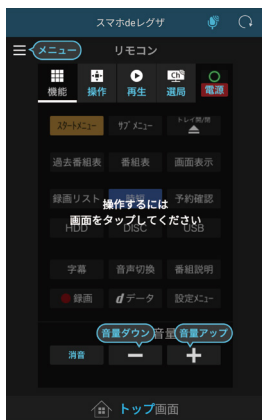 スマホdeレグザ
メニュー リモコン
機能 操作 再生 選局 電源
Ch
スタートメニュー サブメニュー トレイ開/閉
過去番組表 番組表 画面表示
録画リスト 予約確認
操作するには
画面をタップしてください
HDD DISC USB
字幕 音声切換 番組説明
録画 dデータ 設定メニュー
音量ダウン 音量 音量アップ
消音 − +
トップ画面